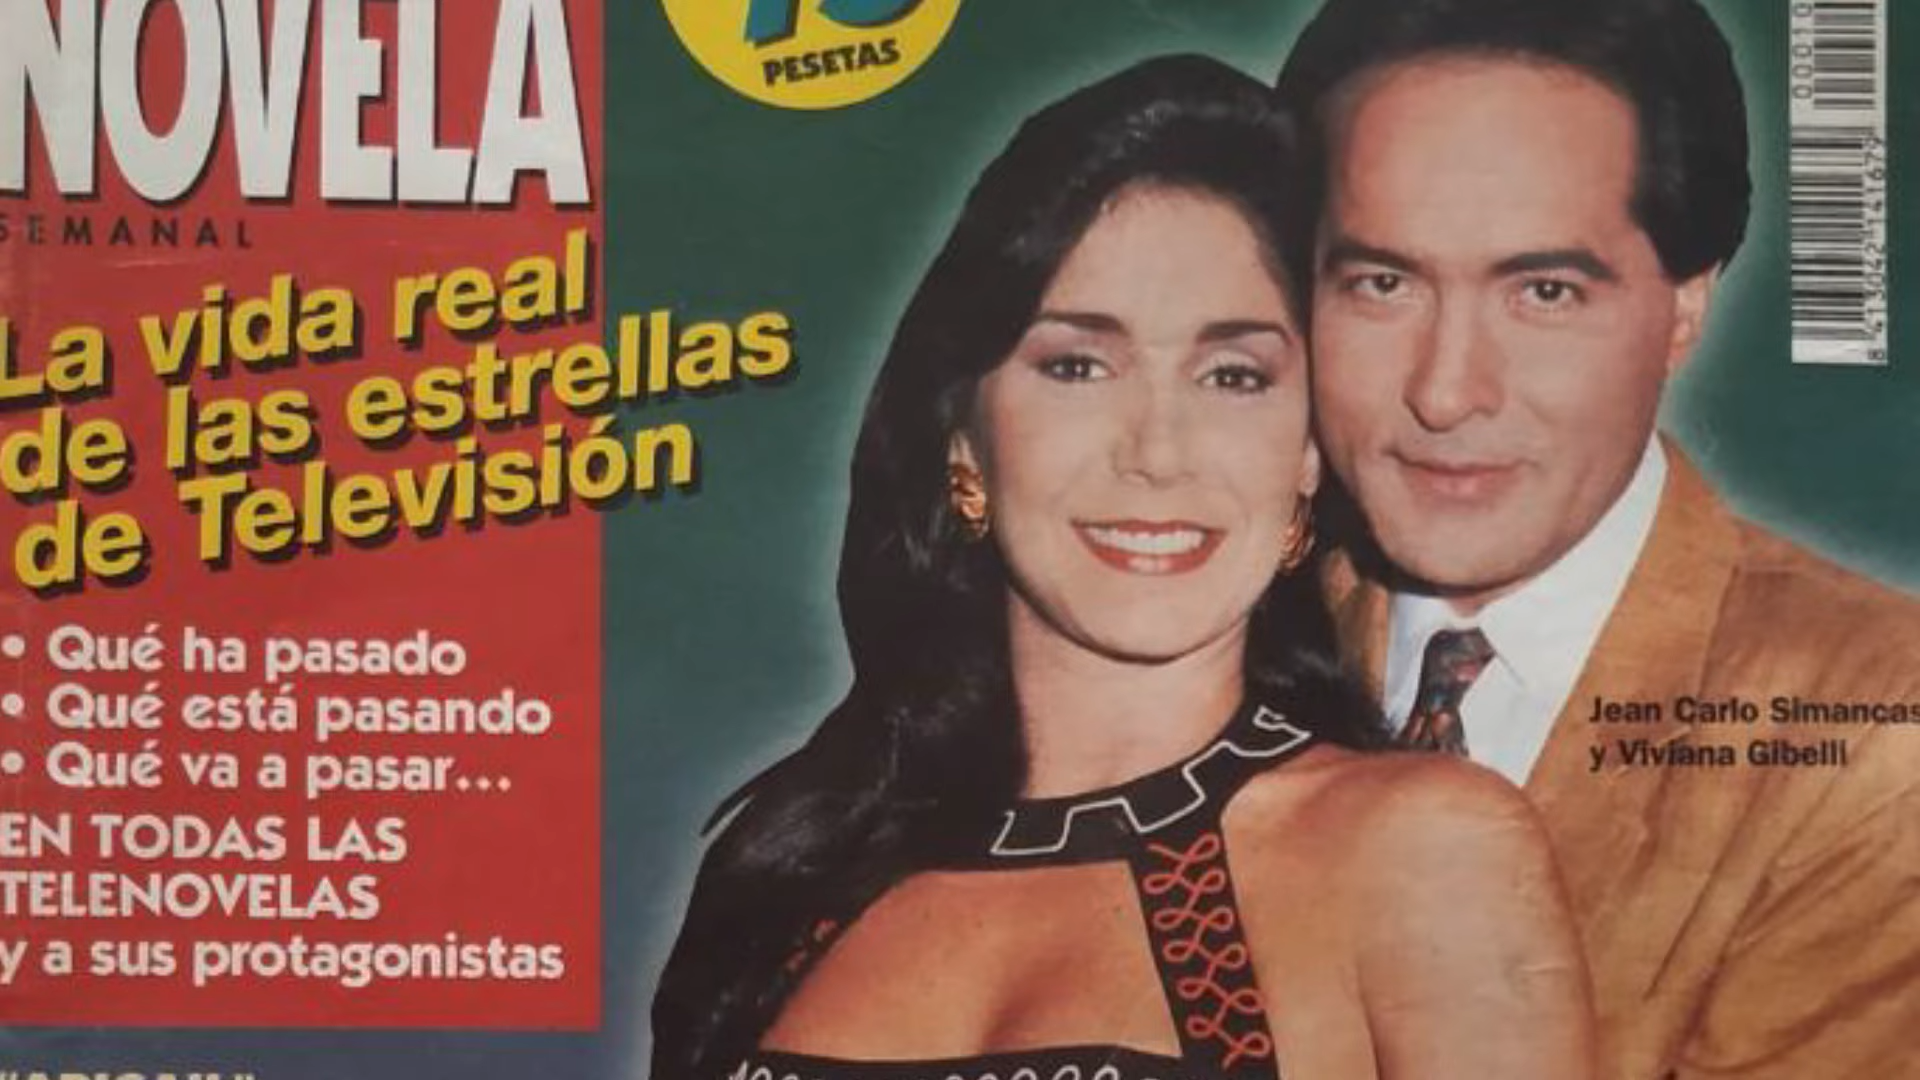 NOVELA
SEMANAL
PESETAS
La vida real
de las estrellas
de Televisión
• Qué ha pasado
• Qué está pasando
• Qué va a pasar...
EN TODAS LAS
TELENOVELAS
y a sus protagonistas
Jean Carlo Simancas
y Viviana Gibelli
00010